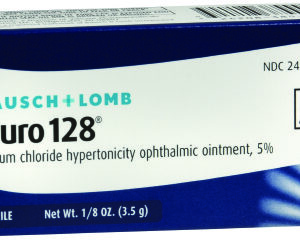 NDC 24
AUSCH + LOMB
uro 128®
um chloride hypertonicity ophthalmic ointment, 5%
ILE Net Wt. 1/8 OZ. (3.5 g)